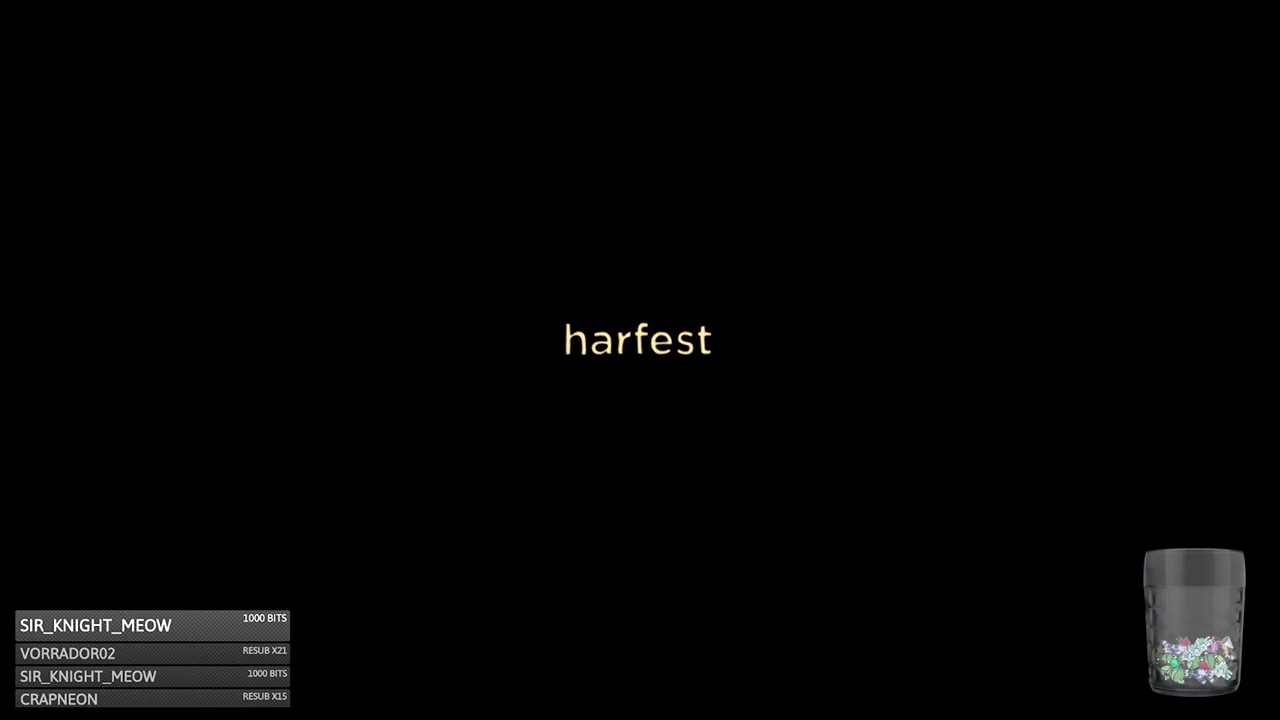 harfest
SIR_KNIGHT_MEOW 1000 BITS
VORRADOR02 RESUB X21
SIR_KNIGHT_MEOW 1000 BITS
CRAPNEON RESUB X15